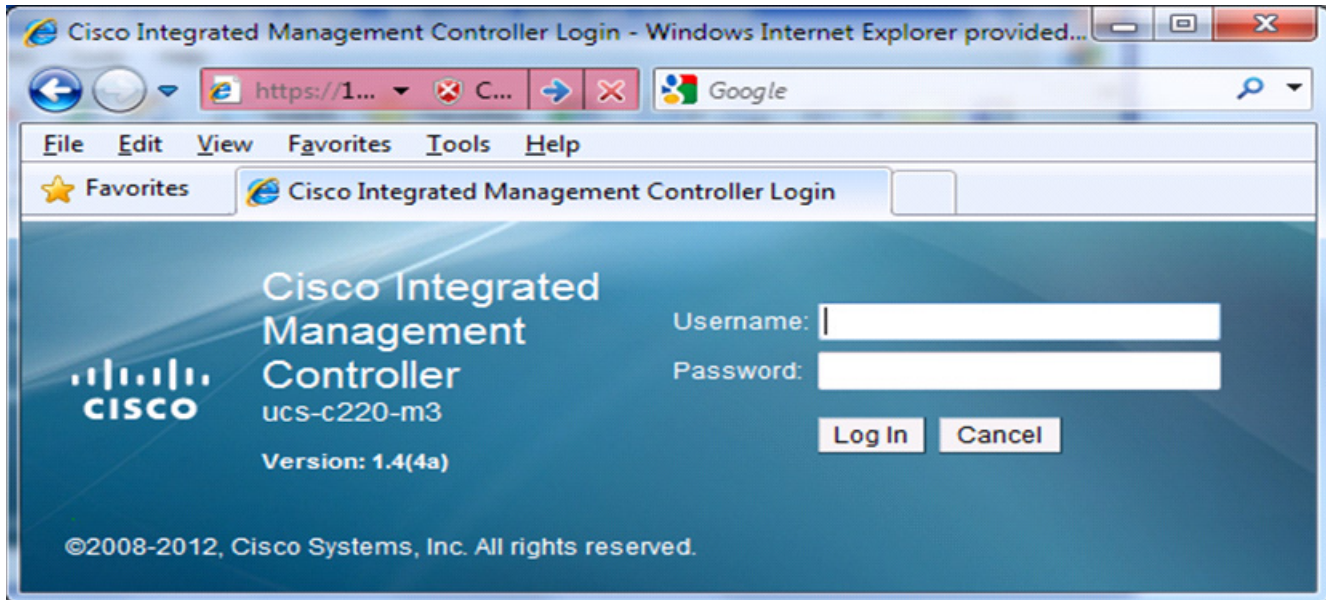 Cisco Integrated Management Controller Login - Windows Internet Explorer provided...
https://1... C... Google
File Edit View Favorites Tools Help
Favorites Cisco Integrated Management Controller Login
Cisco Integrated
Management
Controller
ucs-c220-m3
Version: 1.4(4a)
CISCO
Username:
Password:
Log In Cancel
©2008-2012, Cisco Systems, Inc. All rights reserved.